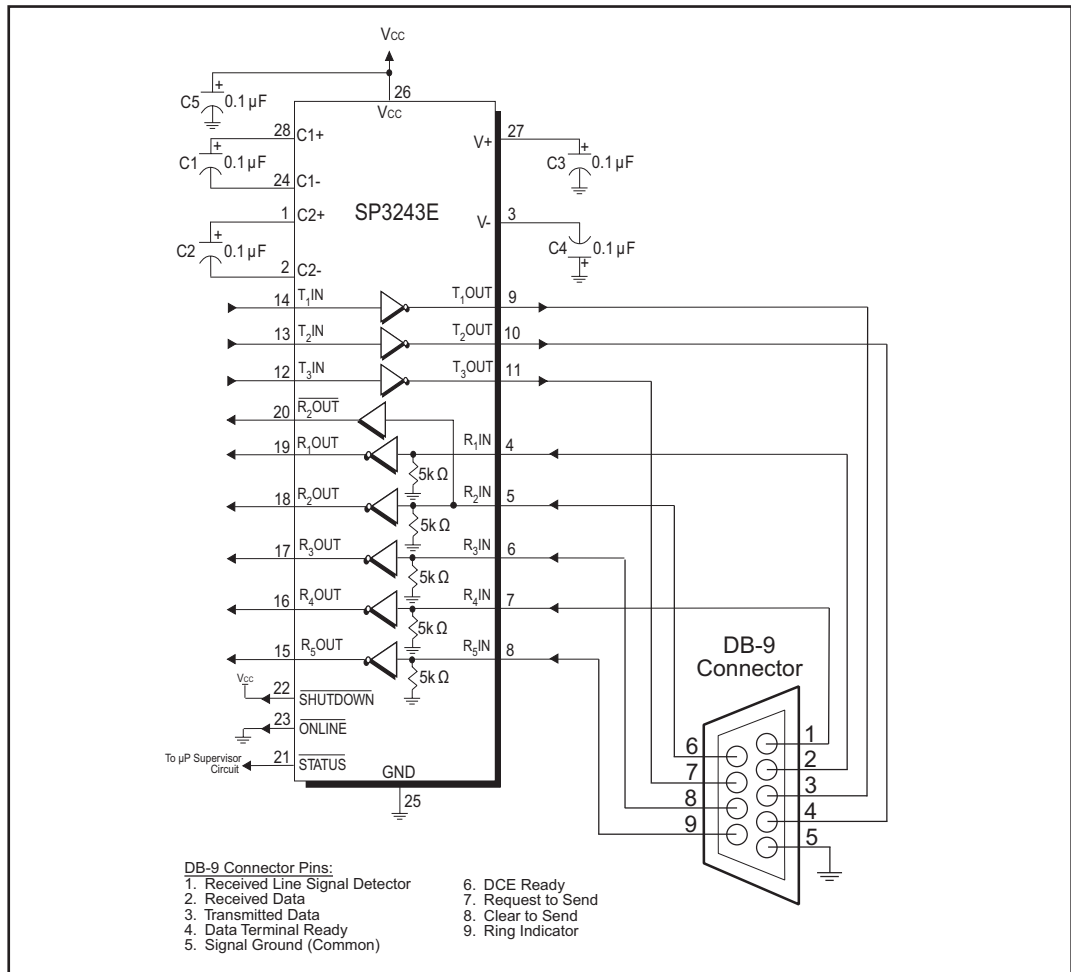 VCC
C5
+
0.1 µF
26
VCC
28
C1+
+
C1
0.1 µF
24
C1-
1
C2+
+
C2
0.1 µF
2
C2-
SP3243E
V+
27
+
C3
0.1 µF
V-
3
C4
0.1 µF
+
14
T1IN
T1OUT
9
13
T2IN
T2OUT
10
12
T3IN
T3OUT
11
20
R2OUT
19
R1OUT
R1IN
4
5kΩ
18
R2OUT
R2IN
5
5kΩ
17
R3OUT
R3IN
6
5kΩ
16
R4OUT
R4IN
7
5kΩ
15
R5OUT
R5IN
8
5kΩ
VCC
22
SHUTDOWN
23
ONLINE
To µP Supervisor
Circuit
21
STATUS
GND
25
DB-9
Connector
6
7
8
9
1
2
3
4
5
DB-9 Connector Pins:
1. Received Line Signal Detector
2. Received Data
3. Transmitted Data
4. Data Terminal Ready
5. Signal Ground (Common)
6. DCE Ready
7. Request to Send
8. Clear to Send
9. Ring Indicator